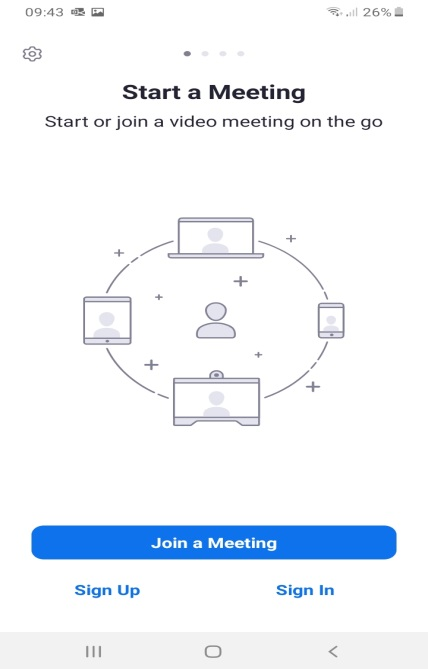 09:43 26%
Start a Meeting
Start or join a video meeting on the go
Join a Meeting
Sign Up Sign In